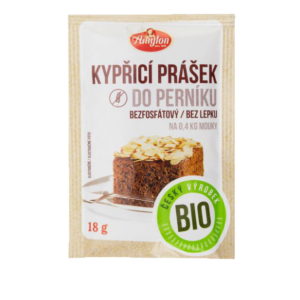 Amylon
KYPŘICÍ PRÁŠEK
DO PERNÍKU
BEZFOSFÁTOVÝ / BEZ LEPKU
NA 0,4 KG MOUKY
ČESKÝ VÝROBEK
BIO
18 g